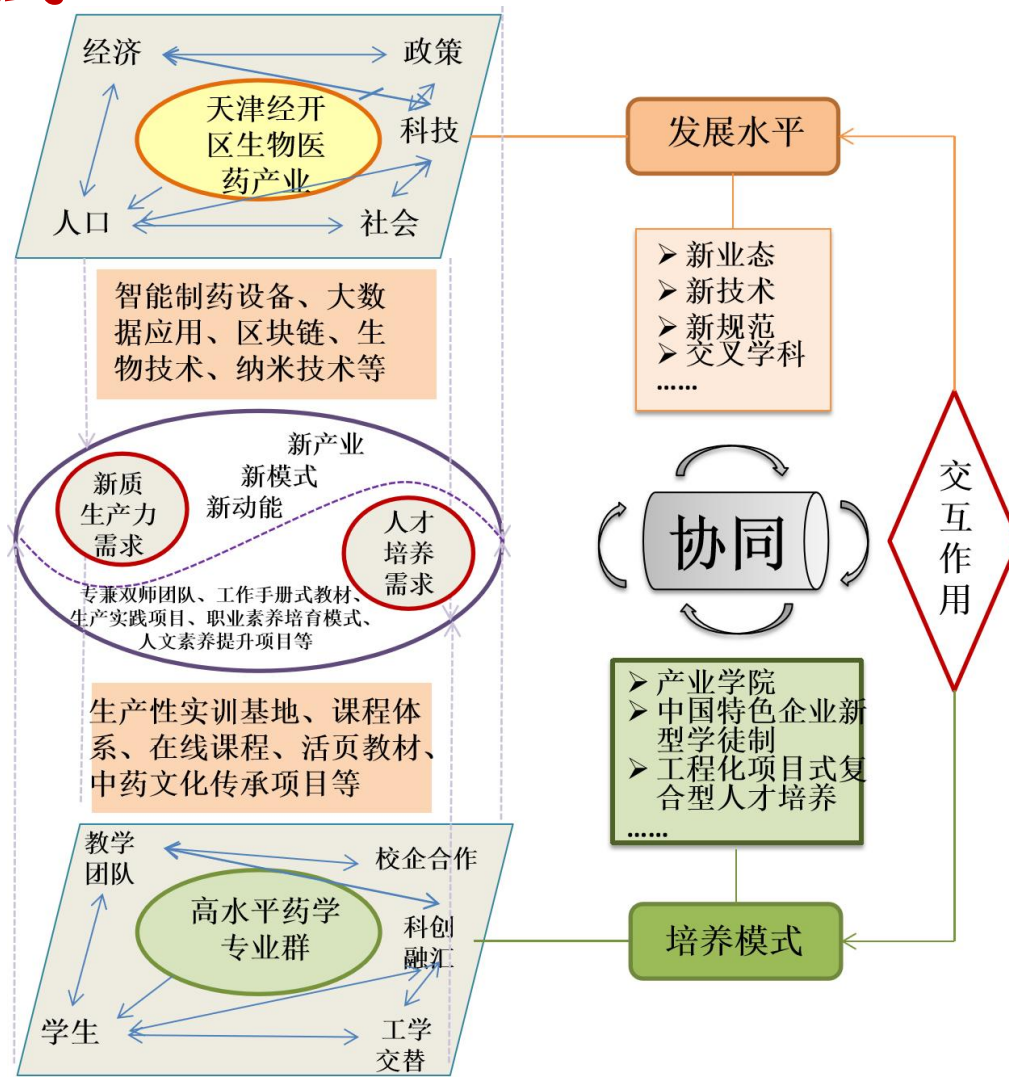 经济
政策
天津经开
区生物医
药产业
科技
人口
社会
发展水平
➢ 新业态
➢ 新技术
➢ 新规范
➢ 交叉学科
……
智能制药设备、大数
据应用、区块链、生
物技术、纳米技术等
新产业
新模式
新动能
新质
生产力
需求
人才
培养
需求
专兼双师团队、工作手册式教材、
生产实践项目、职业素养培育模式、
人文素养提升项目等
协同
交
互
作
用
生产性实训基地、课程体
系、在线课程、活页教材、
中药文化传承项目等
➢ 产业学院
➢ 中国特色企业新
型学徒制
➢ 工程化项目式复
合型人才培养
……
教学
团队
校企合作
高水平药学
专业群
科创
融汇
学生
工学
交替
培养模式